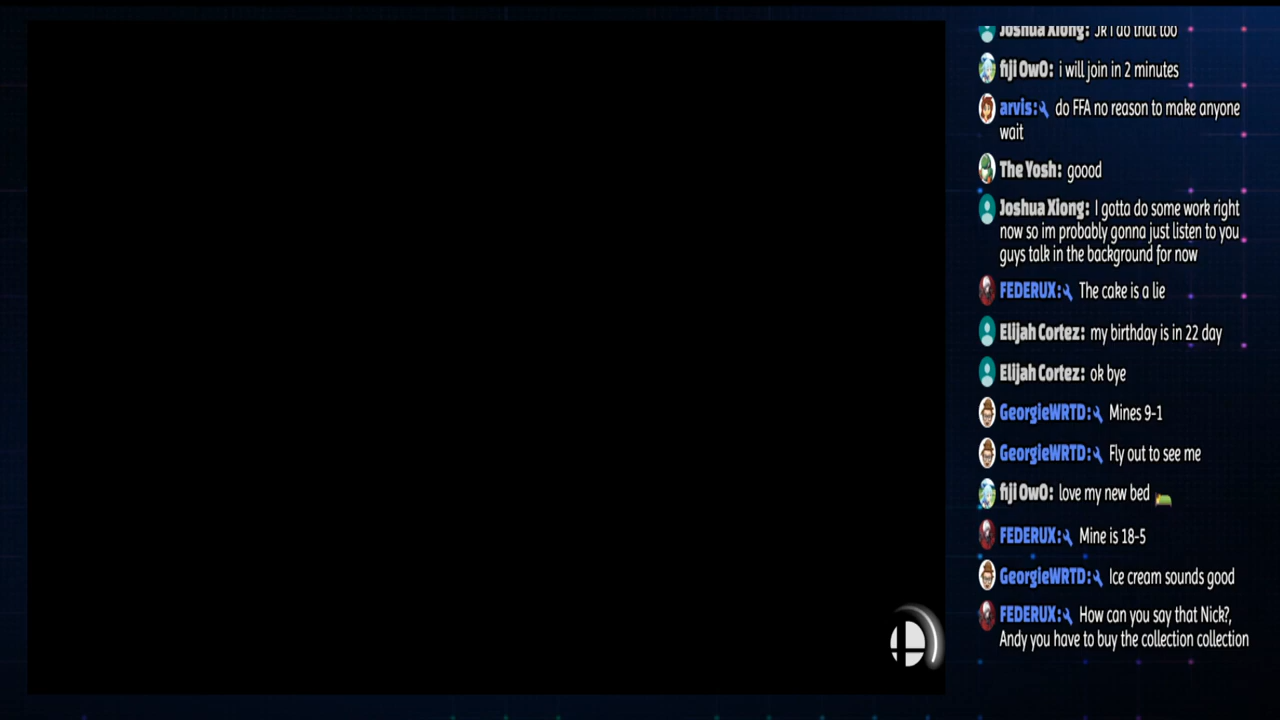 Joshua Xiong: Jk i do that too
fiji OwO: i will join in 2 minutes
arvis: do FFA no reason to make anyone
wait
The Yosh: goood
Joshua Xiong: I gotta do some work right
now so im probably gonna just listen to you
guys talk in the background for now
FEDERUX: The cake is a lie
Elijah Cortez: my birthday is in 22 day
Elijah Cortez: ok bye
GeorgieWRTD: Mines 9-1
GeorgieWRTD: Fly out to see me
fiji OwO: love my new bed
FEDERUX: Mine is 18-5
GeorgieWRTD: Ice cream sounds good
FEDERUX: How can you say that Nick?,
Andy you have to buy the collection collection